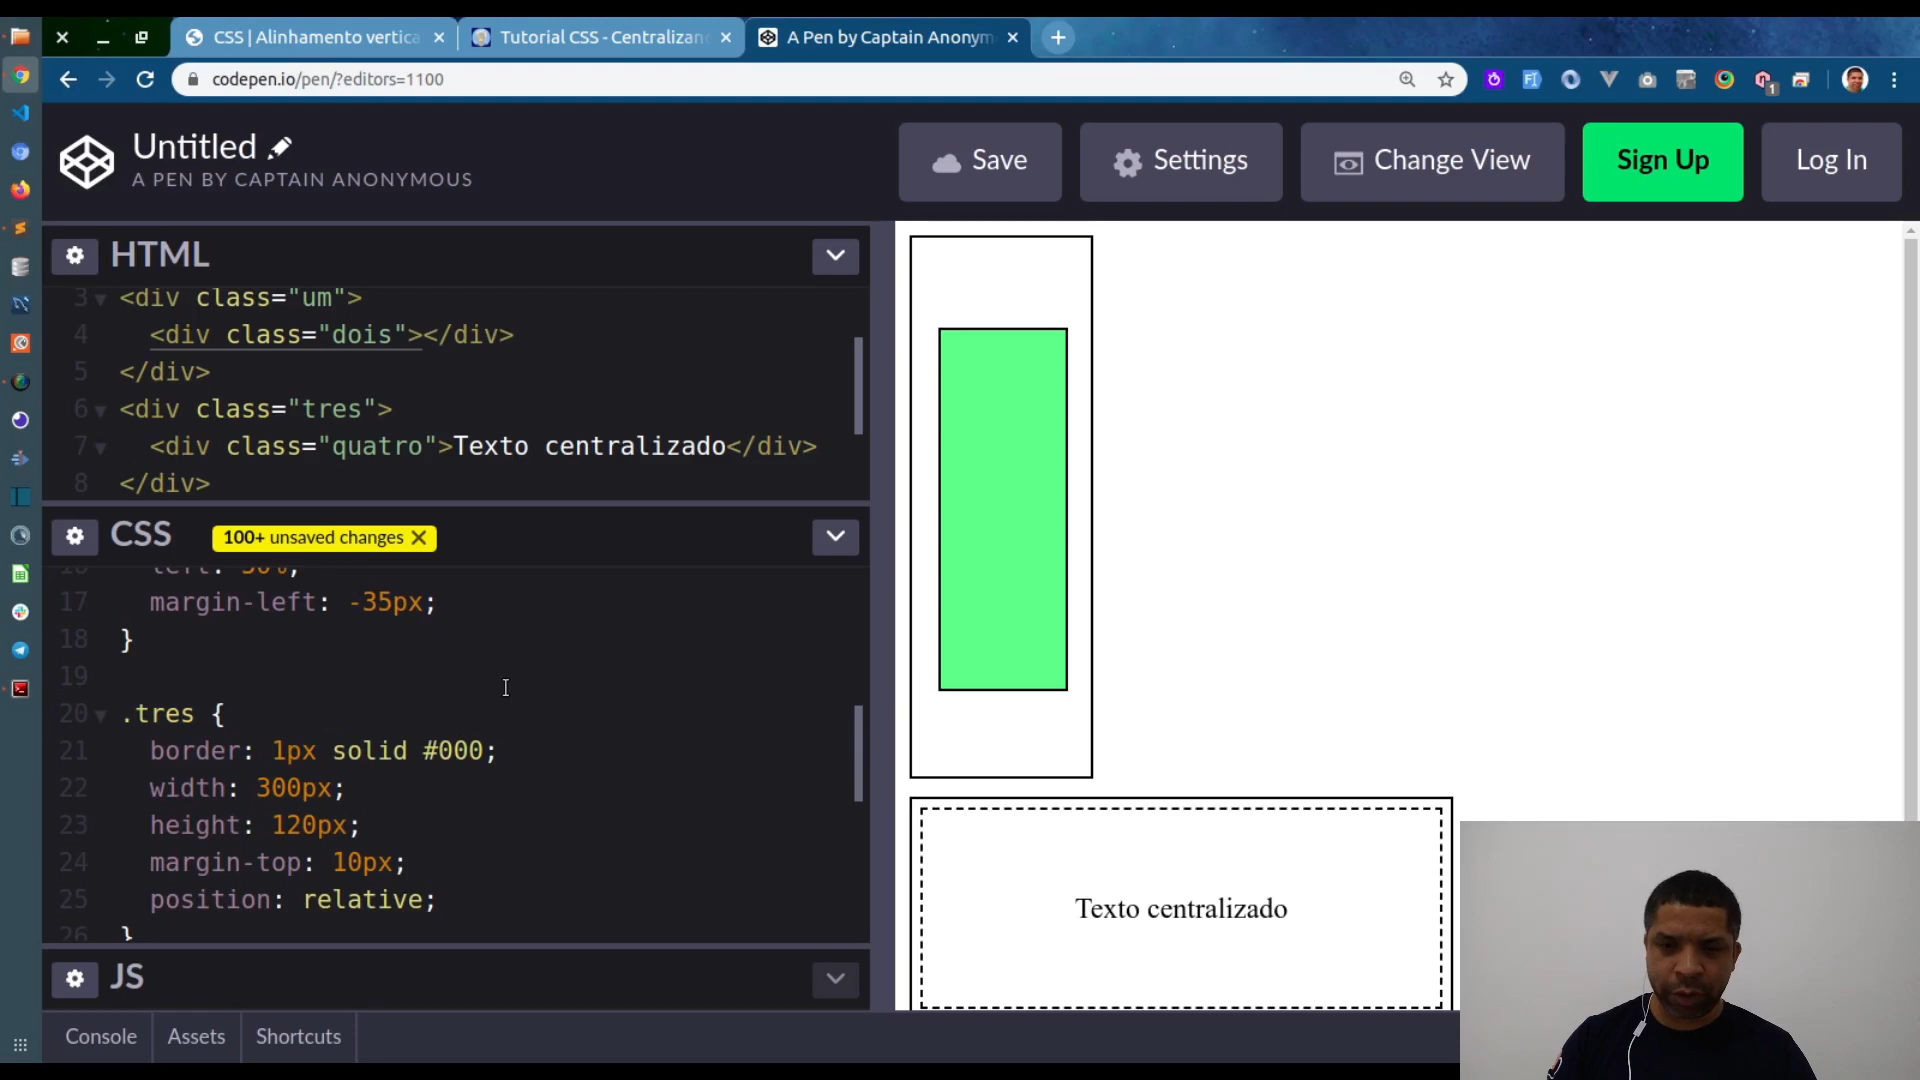 CSS | Alinhamento vertica
Tutorial CSS - Centralizan
A Pen by Captain Anonym
codepen.io/pen/?editors=1100
1
Untitled
A PEN BY CAPTAIN ANONYMOUS
Save
Settings
Change View
Sign Up
Log In
HTML
3 <div class="um">
4 <div class="dois"></div>
5 </div>
6 <div class="tres">
7 <div class="quatro">Texto centralizado</div>
8 </div>
CSS
100+ unsaved changes
left: 50%;
17 margin-left: -35px;
18 }
19
20 .tres {
21 border: 1px solid #000;
22 width: 300px;
23 height: 120px;
24 margin-top: 10px;
25 position: relative;
26 }
Texto centralizado
JS
Console
Assets
Shortcuts